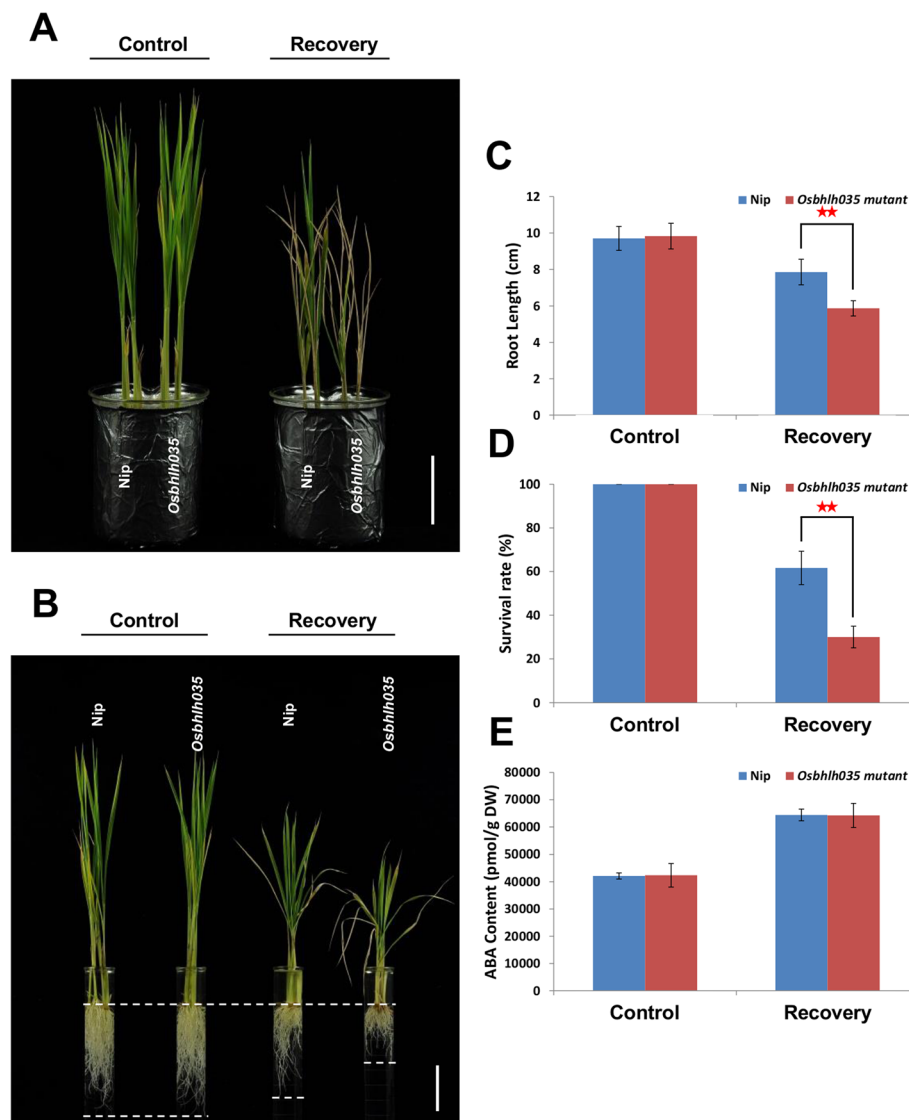 A
Control
Recovery
Nip
Osbhlh035
Nip
Osbhlh035
B
Control
Recovery
Nip
Osbhlh035
Nip
Osbhlh035
C
Nip
Osbhlh035 mutant
★★
Root Length (cm)
12
10
8
6
4
2
0
Control
Recovery
D
Nip
Osbhlh035 mutant
★★
Survival rate (%)
100
80
60
40
20
0
Control
Recovery
E
Nip
Osbhlh035 mutant
ABA Content (pmol/g DW)
80000
70000
60000
50000
40000
30000
20000
10000
0
Control
Recovery